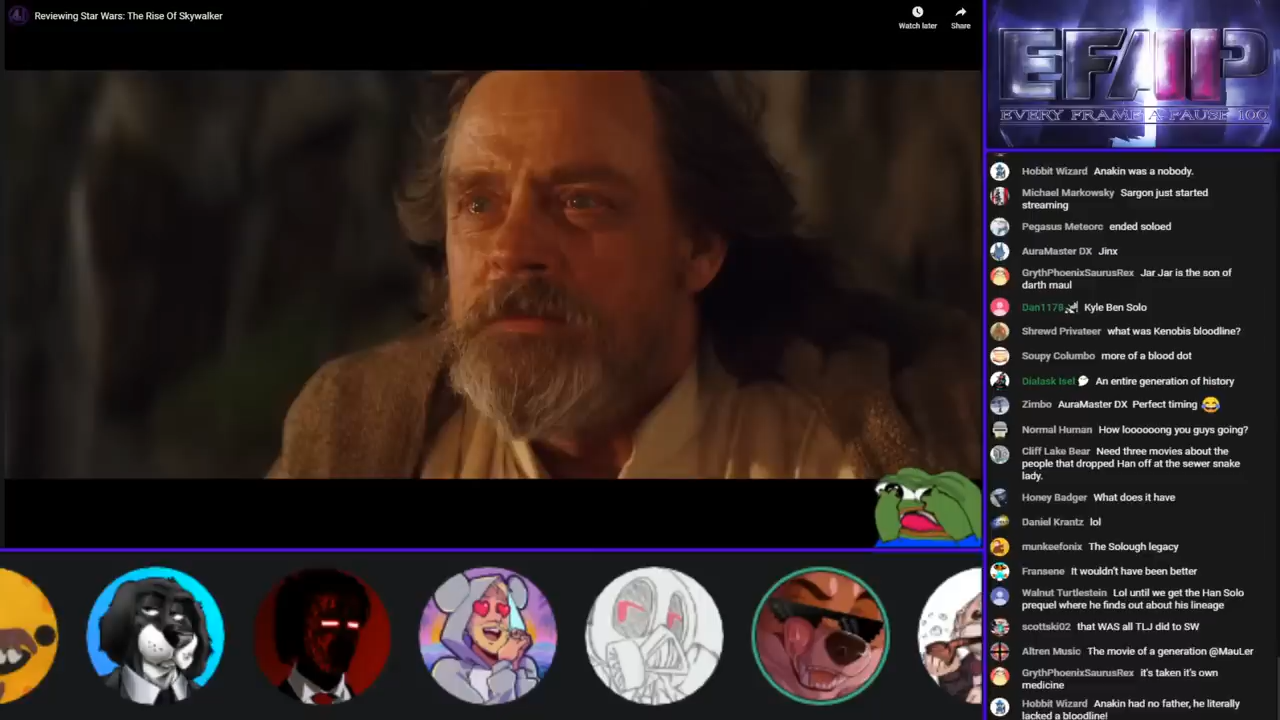 Reviewing Star Wars: The Rise Of Skywalker
Watch later
Share
EFAP
EVERY FRAME A PAUSE 100
Hobbit Wizard Anakin was a nobody.
Michael Markowsky Sargon just started
streaming
Pegasus Meteorc ended soloed
AuraMaster DX Jinx
GrythPhoenixSaurusRex Jar Jar is the son of
darth maul
Dan1178 Kyle Ben Solo
Shrewd Privateer what was Kenobis bloodline?
Soupy Columbo more of a blood dot
Dialask Isel An entire generation of history
Zimbo AuraMaster DX Perfect timing 😂
Normal Human How loooooong you guys going?
Cliff Lake Bear Need three movies about the
people that dropped Han off at the sewer snake
lady.
Honey Badger What does it have
Daniel Krantz lol
munkeefonix The Solough legacy
Fransene It wouldn't have been better
Walnut Turtlestein Lol until we get the Han Solo
prequel where he finds out about his lineage
scottski02 that WAS all TLJ did to SW
Altren Music The movie of a generation @MauLer
GrythPhoenixSaurusRex it's taken it's own
medicine
Hobbit Wizard Anakin had no father, he literally
lacked a bloodline!